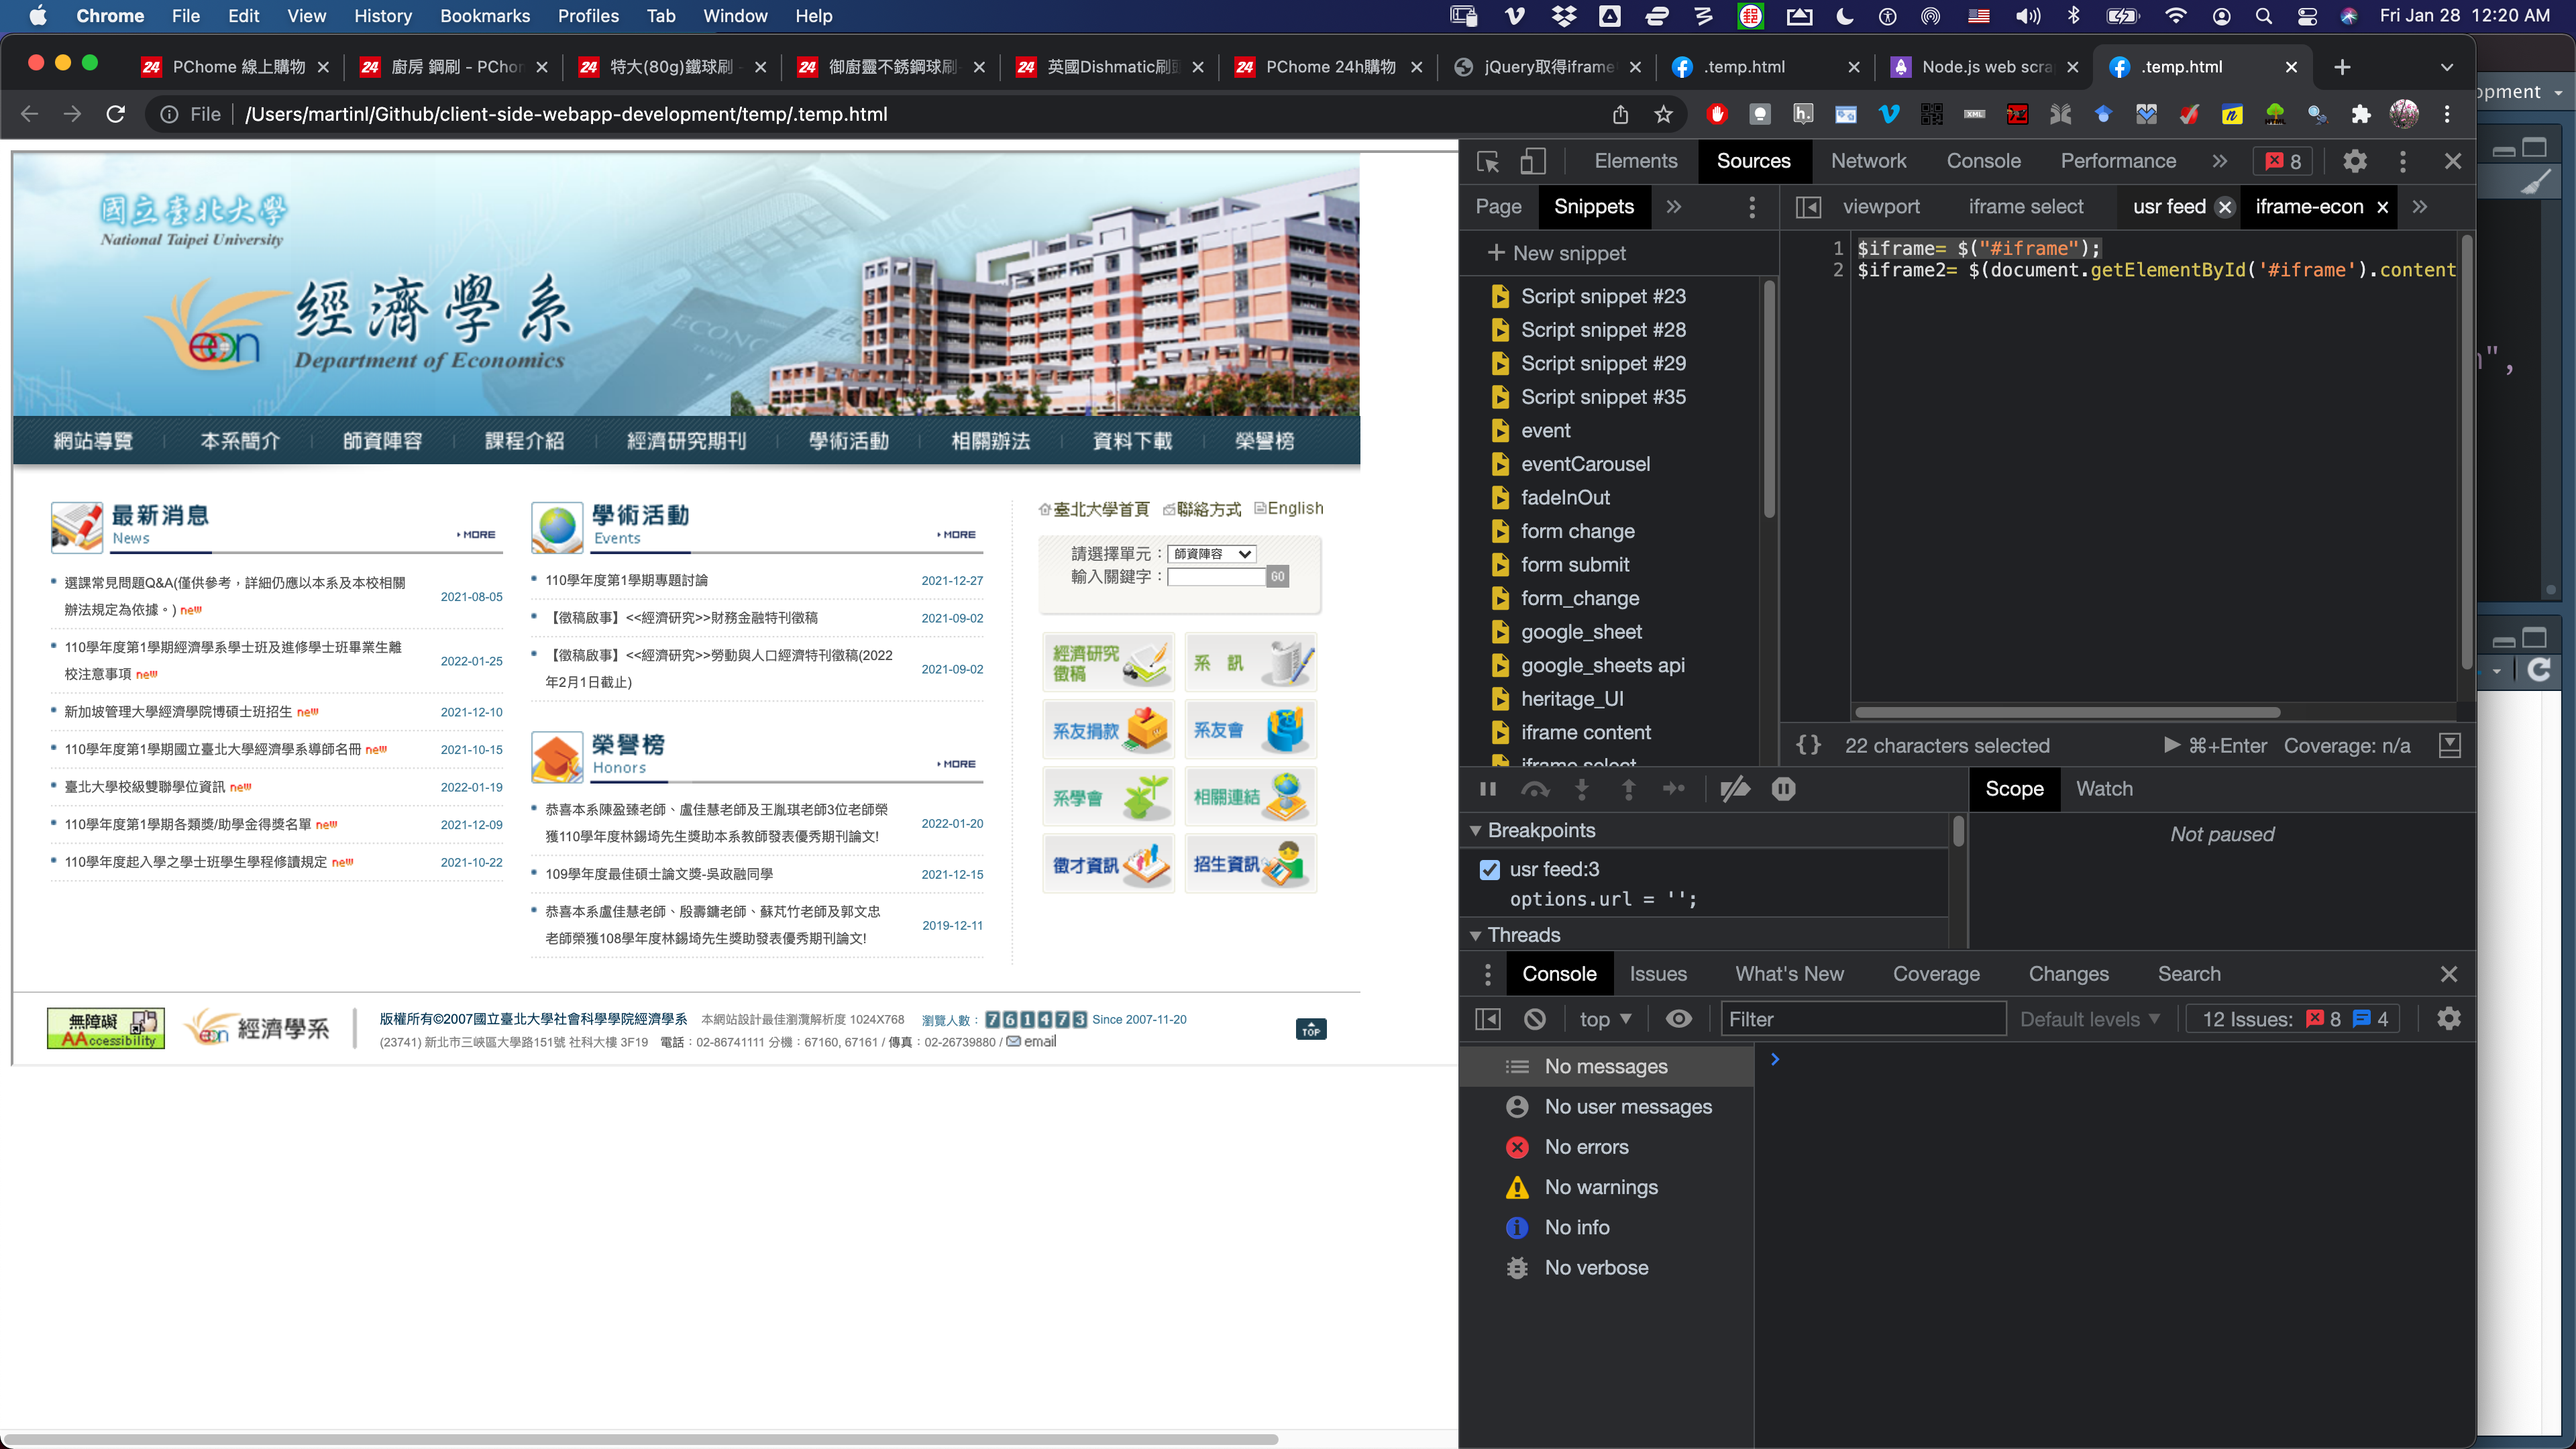 Chrome File Edit View History Bookmarks Profiles Tab Window Help
Fri Jan 28 12:20 AM
24 PChome 線上購物
24 廚房 鋼刷 - PChon
24 特大(80g)鐵球刷 -
24 御廚靈不銹鋼球刷-
24 英國Dishmatic刷
24 PChome 24h購物
jQuery取得iframe
.temp.html
Node.js web scra
.temp.html
File /Users/martinl/Github/client-side-webapp-development/temp/.temp.html
國立臺北大學
National Taipei University
econ 經濟學系
Department of Economics
網站導覽 本系簡介 師資陣容 課程介紹 經濟研究期刊 學術活動 相關辦法 資料下載 榮譽榜
最新消息
News
MORE
選課常見問題Q&A(僅供參考，詳細仍應以本系及本校相關
辦法規定為依據。) new 2021-08-05
110學年度第1學期經濟學系學士班及進修學士班畢業生離
校注意事項 new 2022-01-25
新加坡管理大學經濟學院博碩士班招生 new 2021-12-10
110學年度第1學期國立臺北大學經濟學系導師名冊 new 2021-10-15
臺北大學校級雙聯學位資訊 new 2022-01-19
110學年度第1學期各類獎/助學金得獎名單 new 2021-12-09
110學年度起入學之學士班學生學程修讀規定 new 2021-10-22
學術活動
Events
MORE
110學年度第1學期專題討論 2021-12-27
【徵稿啟事】<<經濟研究>>財務金融特刊徵稿 2021-09-02
【徵稿啟事】<<經濟研究>>勞動與人口經濟特刊徵稿(2022
年2月1日截止) 2021-09-02
榮譽榜
Honors
MORE
恭喜本系陳盈臻老師、盧佳慧老師及王胤琪老師3位老師榮
獲110學年度林錫埼先生獎助本系教師發表優秀期刊論文! 2022-01-20
109學年度最佳碩士論文獎-吳政融同學 2021-12-15
恭喜本系盧佳慧老師、殷壽鏞老師、蘇芃竹老師及郭文忠
老師榮獲108學年度林錫埼先生獎助發表優秀期刊論文! 2019-12-11
臺北大學首頁 聯絡方式 English
請選擇單元：師資陣容
輸入關鍵字： GO
經濟研究
徵稿
系 訊
系友捐款
系友會
系學會
相關連結
徵才資訊
招生資訊
無障礙
AAccessibility
econ 經濟學系
版權所有©2007國立臺北大學社會科學學院經濟學系 本網站設計最佳瀏灠解析度 1024X768 瀏覽人數： 761473 Since 2007-11-20
(23741) 新北市三峽區大學路151號 社科大樓 3F19 電話：02-86741111 分機：67160, 67161 / 傳真：02-26739880 / email
TOP
Elements Sources Network Console Performance 8
Page Snippets
viewport iframe select usr feed iframe-econ
New snippet
Script snippet #23
Script snippet #28
Script snippet #29
Script snippet #35
event
eventCarousel
fadeInOut
form change
form submit
form_change
google_sheet
google_sheets api
heritage_UI
iframe content
iframe select
1 $iframe= $("#iframe");
2 $iframe2= $(document.getElementById('#iframe').content
{} 22 characters selected ⌘+Enter Coverage: n/a
Scope Watch
Breakpoints
usr feed:3
options.url = '';
Threads
Not paused
Console Issues What's New Coverage Changes Search
top Filter Default levels 12 Issues: 8 4
No messages
No user messages
No errors
No warnings
No info
No verbose
opment
",